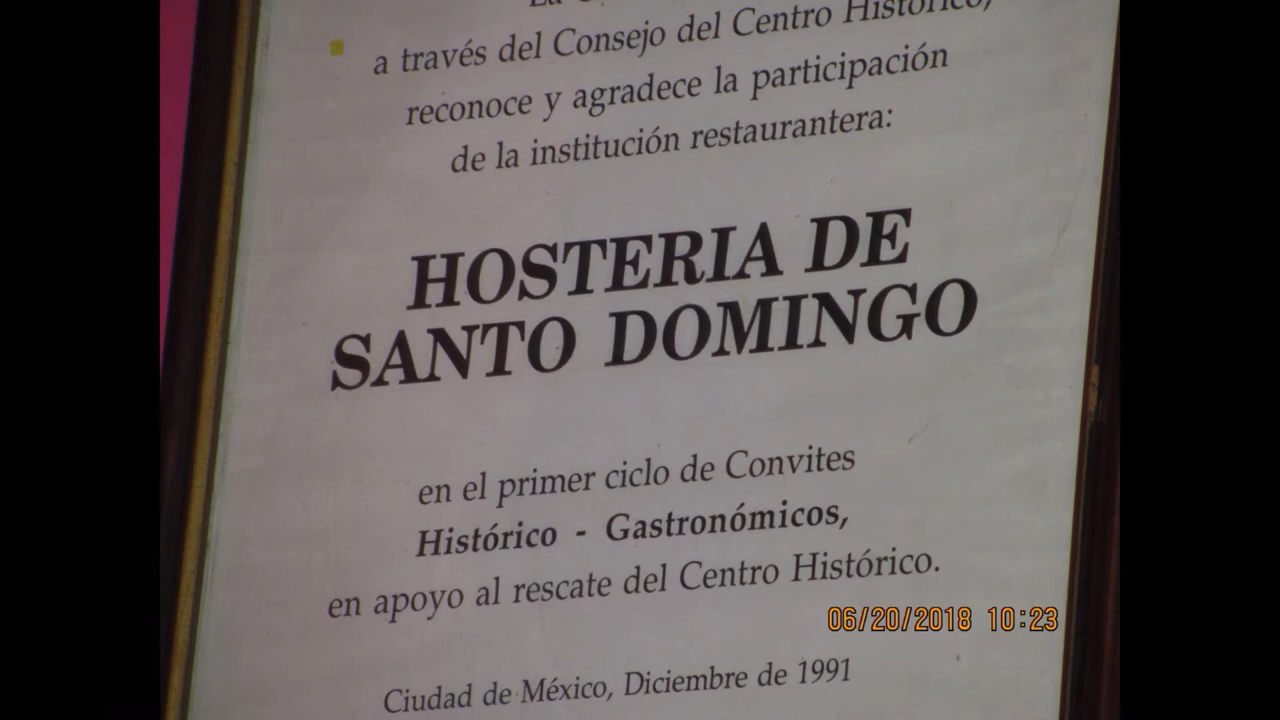 a través del Consejo del Centro Histórico,
reconoce y agradece la participación
de la institución restaurantera:
HOSTERIA DE
SANTO DOMINGO
en el primer ciclo de Convites
Histórico - Gastronómicos,
en apoyo al rescate del Centro Histórico.
06/20/2018 10:23
Ciudad de México, Diciembre de 1991